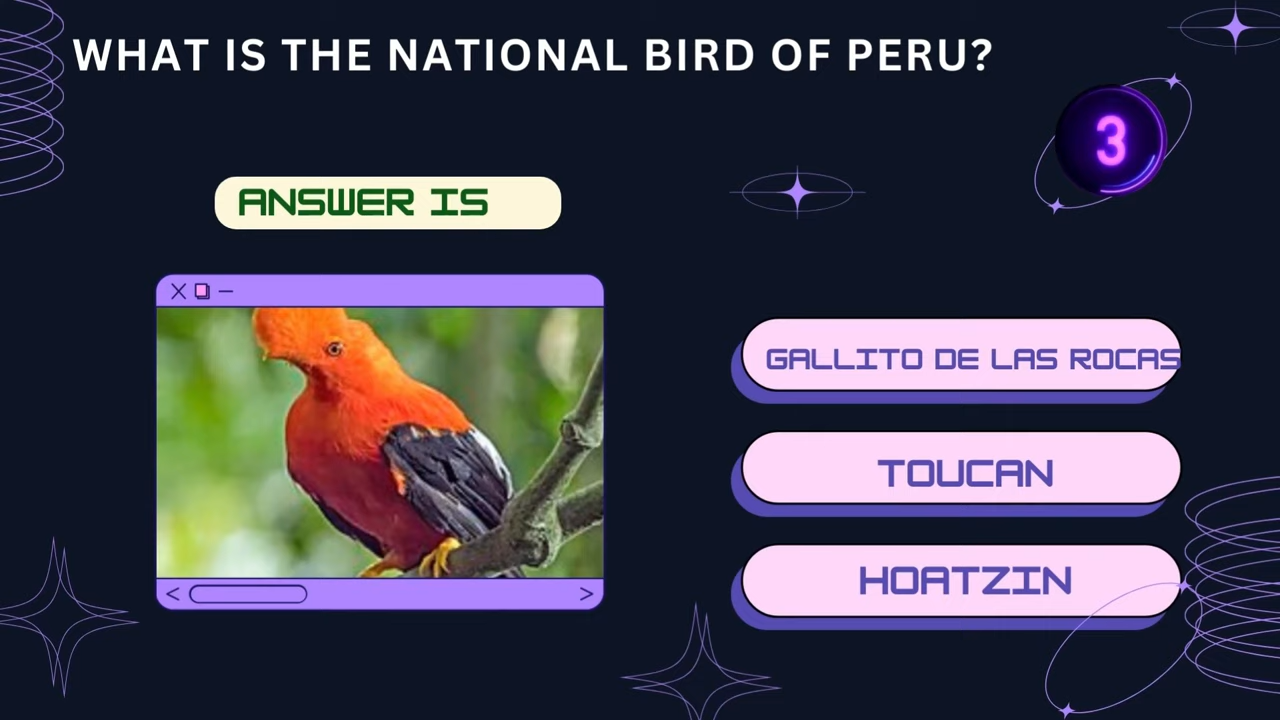 WHAT IS THE NATIONAL BIRD OF PERU?
3
ANSWER IS
GALLITO DE LAS ROCAS
TOUCAN
HOATZIN